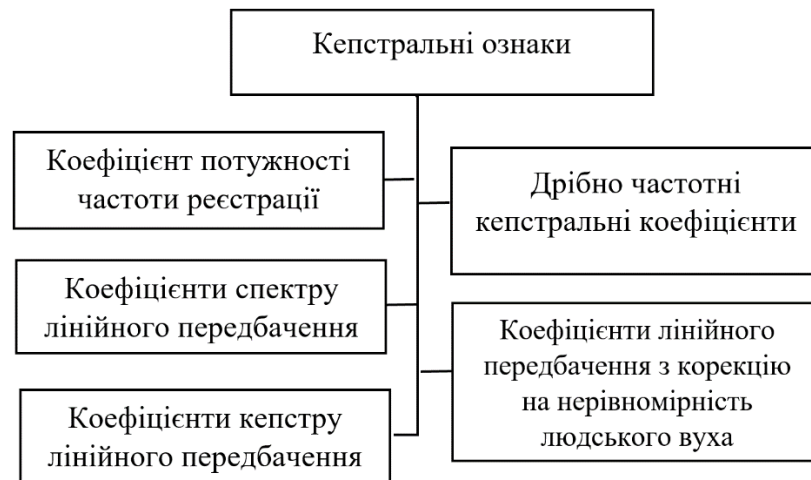 Кепстральні ознаки
Коефіцієнт потужності
частоти реєстрації
Дрібно частотні
кепстральні коефіцієнти
Коефіцієнти спектру
лінійного передбачення
Коефіцієнти лінійного
передбачення з корекцію
на нерівномірність
людського вуха
Коефіцієнти кепстру
лінійного передбачення